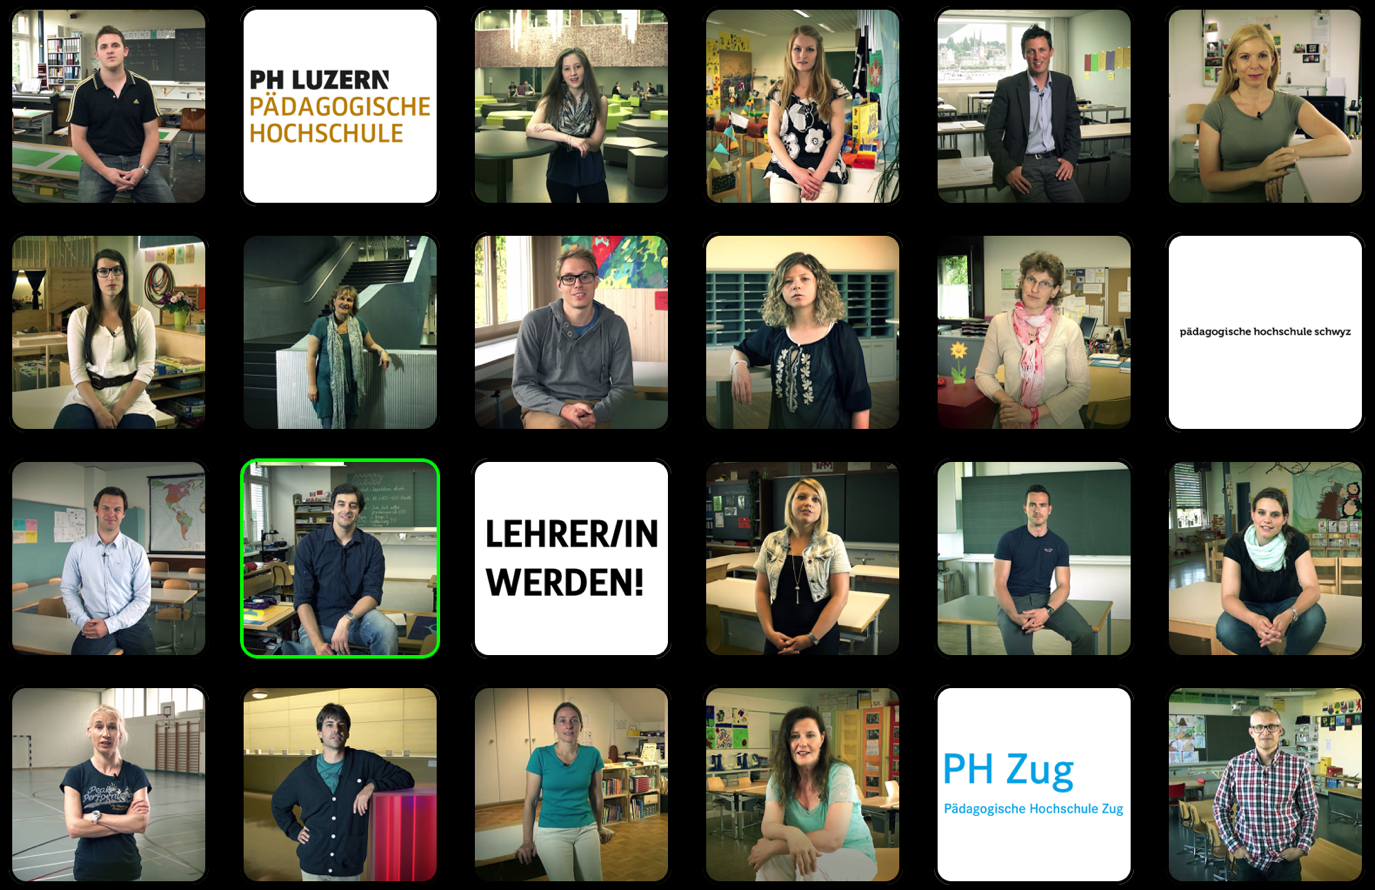 PH LUZERN
PÄDAGOGISCHE
HOCHSCHULE
pädagogische hochschule schwyz
LEHRER/IN
WERDEN!
PH Zug
Pädagogische Hochschule Zug